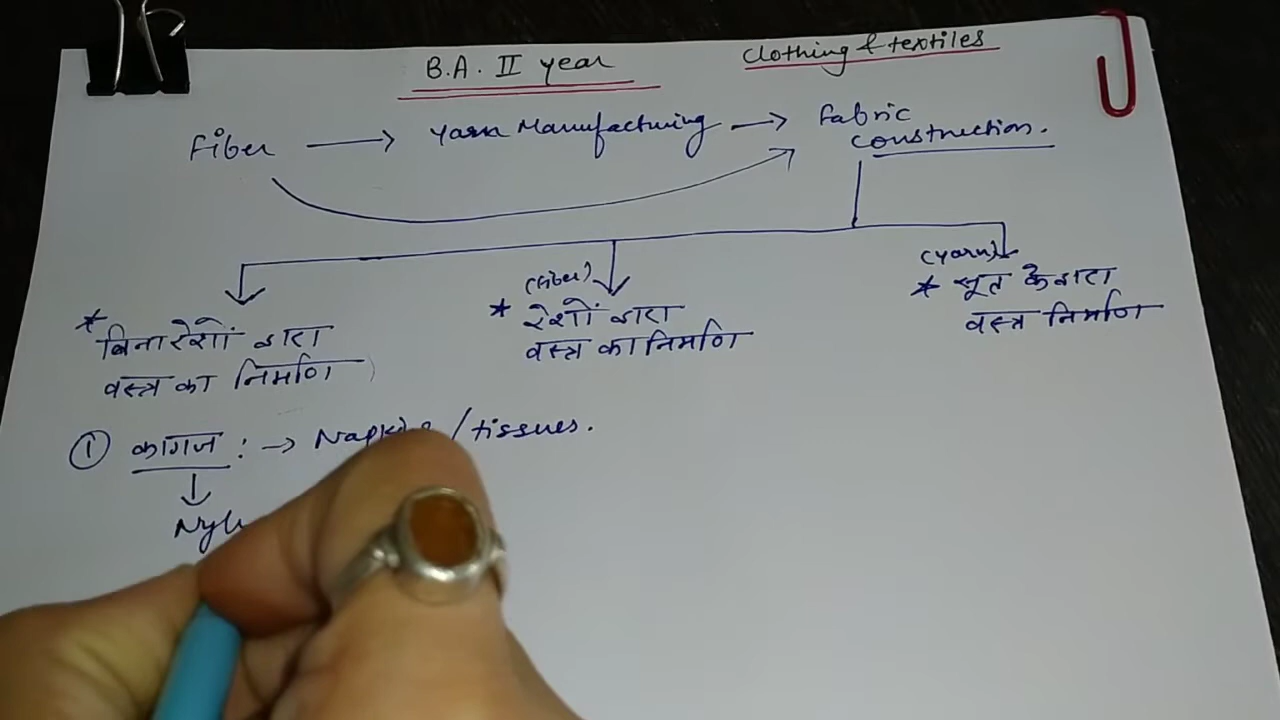 B.A. II year
Clothing & textiles
Fiber → Yarn Manufacturing → Fabric
construction.
(Yarn)
* सूत के द्वारा
वस्त्र निर्माण
(Fiber)
* रेशों द्वारा
वस्त्र का निर्माण
* बिना रेशों द्वारा
वस्त्र का निर्माण
① कागज : → /tissues.
↓